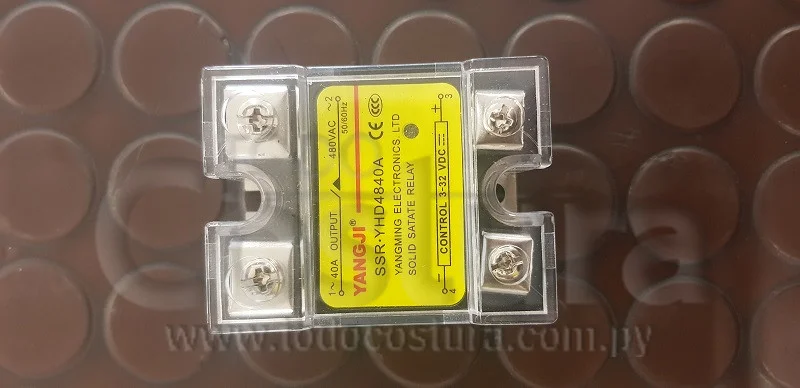 1~ 40A OUTPUT 480VAC ~2
50/60Hz
YANGJI®
SSR-YHD4840A CE CCC
YANGMING ELECTRONICS LTD
SOLID SATATE RELAY
- +
CONTROL 3-32 VDC
4 3
www.todocostura.com.py